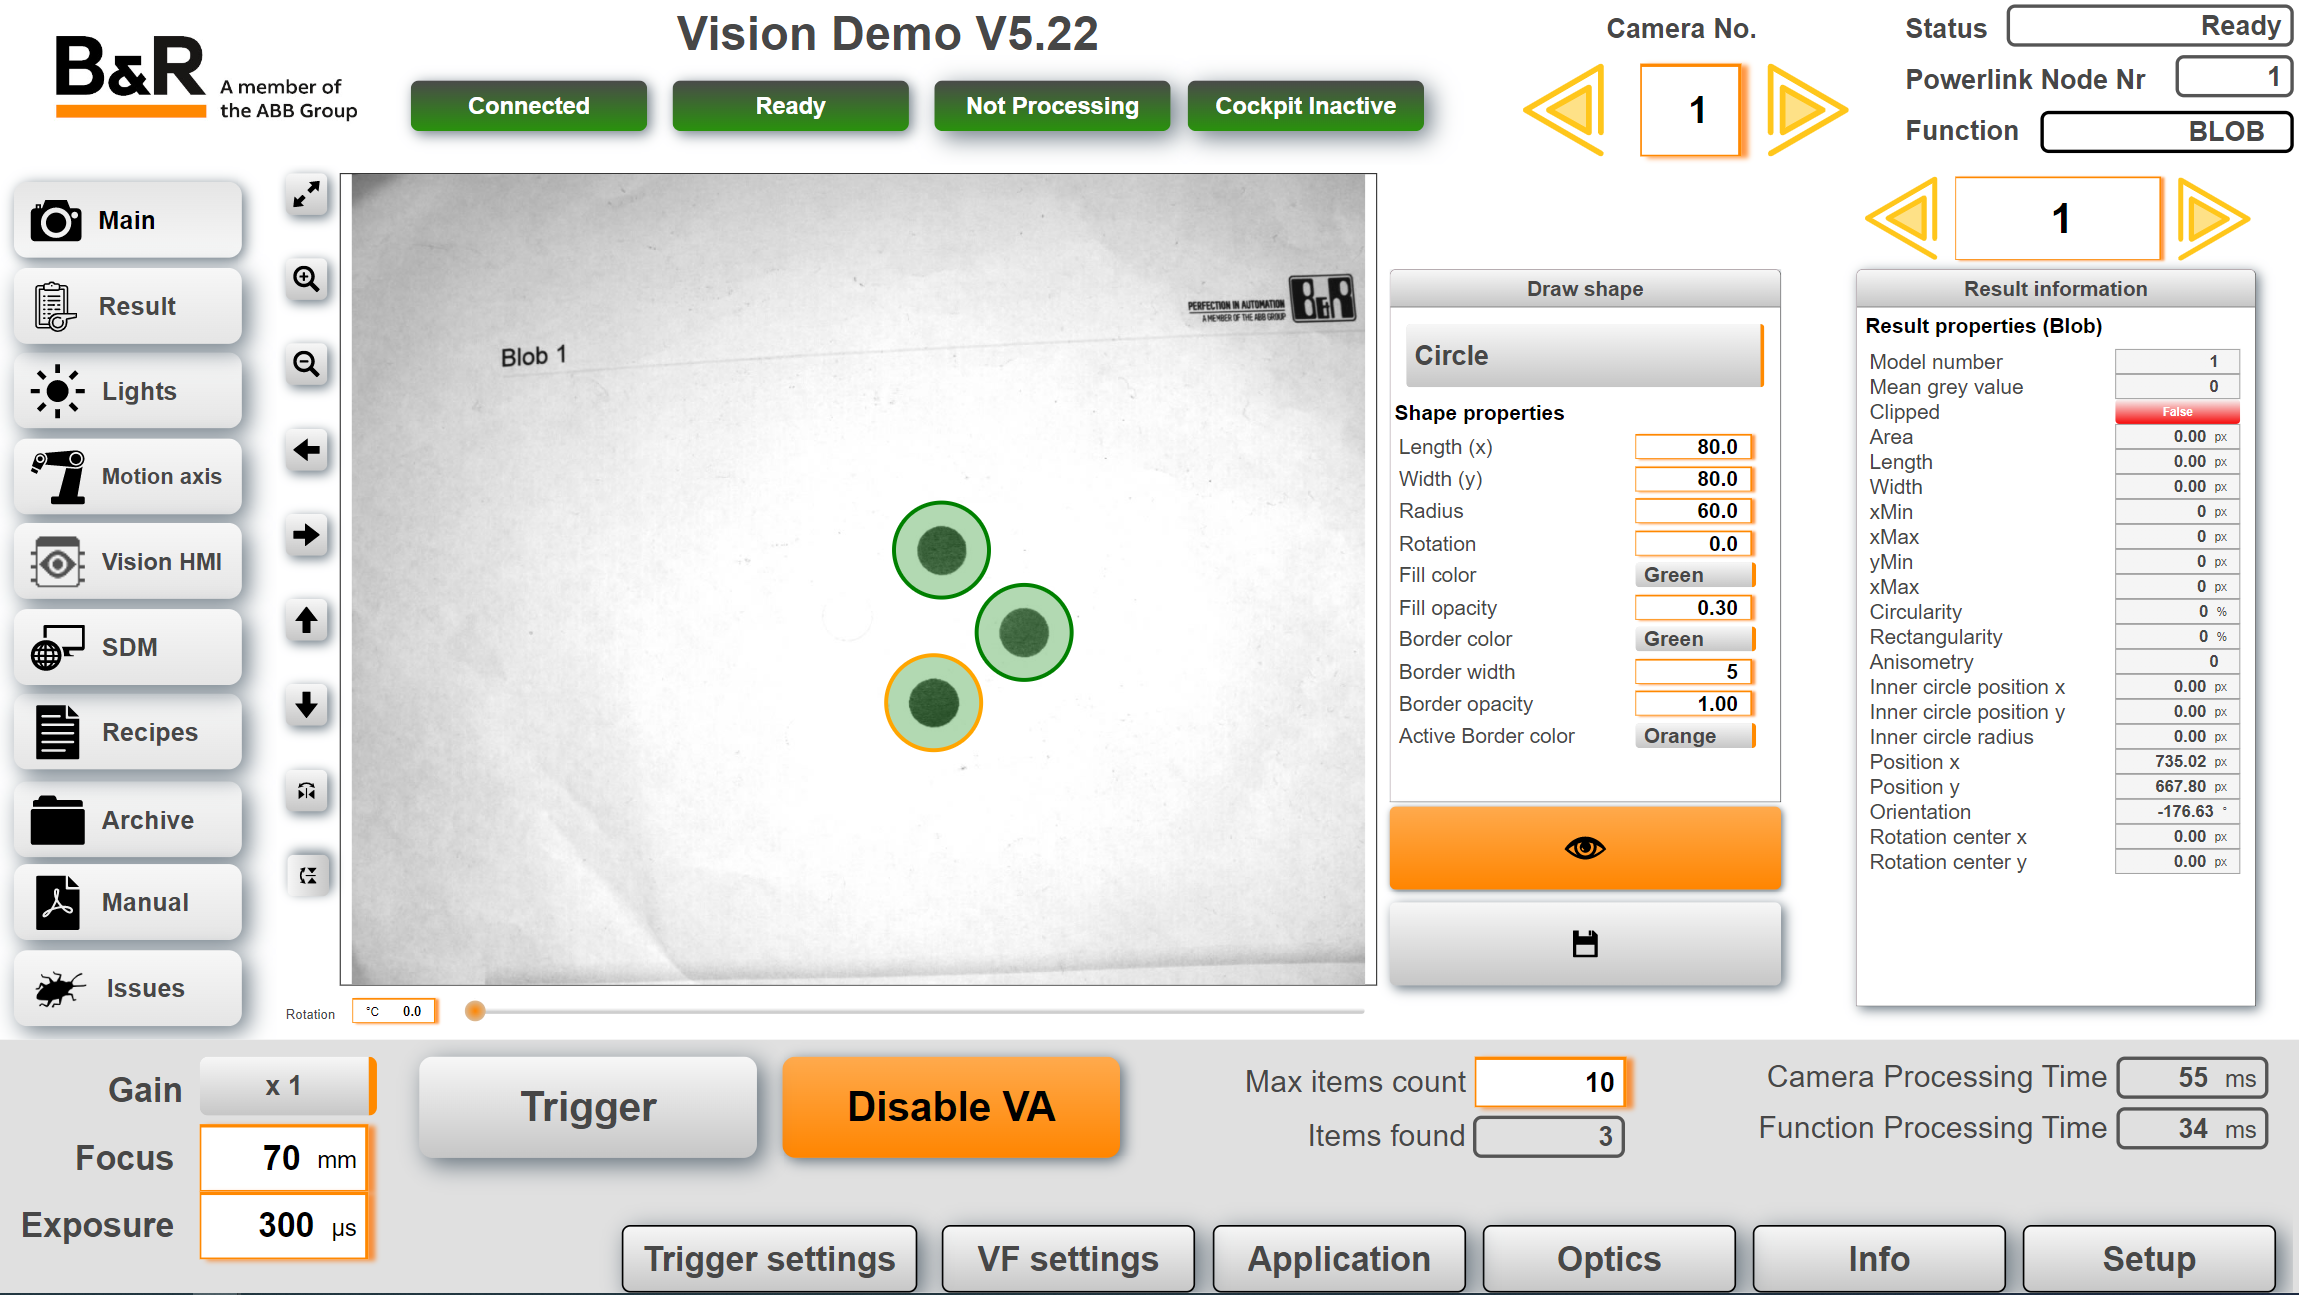 Vision Demo V5.22
B&R
A member of
the ABB Group
Connected
Ready
Not Processing
Cockpit Inactive
Camera No.
1
Status
Ready
Powerlink Node Nr
1
Function
BLOB
1
Main
Result
Lights
Motion axis
Vision HMI
SDM
Recipes
Archive
Manual
Issues
PERFECTION IN AUTOMATION
A MEMBER OF THE ABB GROUP
B&R
Blob 1
Rotation
°C 0.0
Draw shape
Circle
Shape properties
Length (x) 80.0
Width (y) 80.0
Radius 60.0
Rotation 0.0
Fill color Green
Fill opacity 0.30
Border color Green
Border width 5
Border opacity 1.00
Active Border color Orange
Result information
Result properties (Blob)
Model number 1
Mean grey value 0
Clipped False
Area 0.00 px
Length 0.00 px
Width 0.00 px
xMin 0 px
xMax 0 px
yMin 0 px
xMax 0 px
Circularity 0 %
Rectangularity 0 %
Anisometry 0
Inner circle position x 0.00 px
Inner circle position y 0.00 px
Inner circle radius 0.00 px
Position x 735.02 px
Position y 667.80 px
Orientation -176.63 °
Rotation center x 0.00 px
Rotation center y 0.00 px
Gain x 1
Focus 70 mm
Exposure 300 µs
Trigger
Disable VA
Max items count 10
Items found 3
Camera Processing Time 55 ms
Function Processing Time 34 ms
Trigger settings
VF settings
Application
Optics
Info
Setup